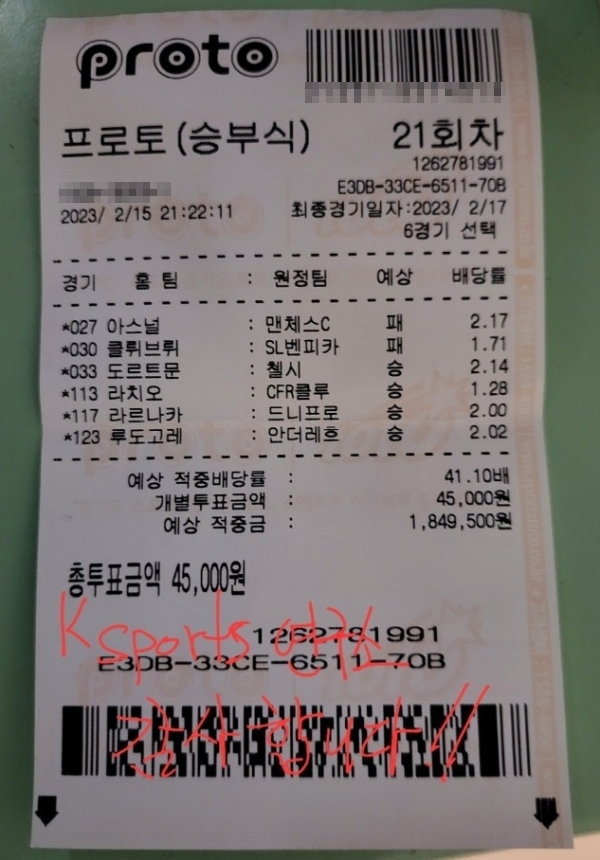 proto
프로토(승부식) 21회차
1262781991
E3DB-33CE-6511-70B
2023/ 2/15 21:22:11 최종경기일자:2023/ 2/17
6경기 선택
경기 홈 팀 : 원정팀 예상 배당률
*027 아스널 : 맨체스C 패 2.17
*030 클뤼브뤼 : SL벤피카 패 1.71
*033 도르트문 : 첼시 승 2.14
*113 라치오 : CFR클루 승 1.28
*117 라르나카 : 드니프로 승 2.00
*123 루도고레 : 안더레흐 승 2.02
예상 적중배당률 : 41.10배
개별투표금액 : 45,000원
예상 적중금 : 1,849,500원
총투표금액 45,000원
K sports 연구소
1262781991
E3DB-33CE-6511-70B
감사합니다!!